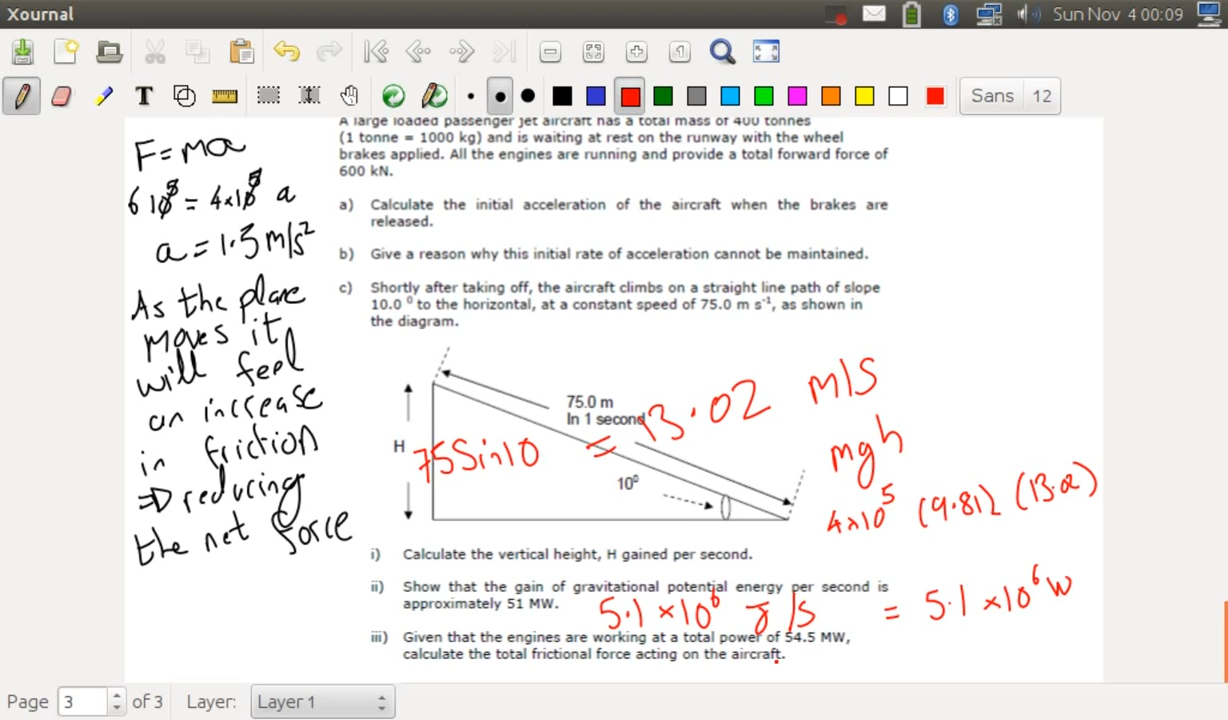 Xournal
Sun Nov 4 00:09
Sans 12
A large loaded passenger jet aircraft has a total mass of 400 tonnes
(1 tonne = 1000 kg) and is waiting at rest on the runway with the wheel
brakes applied. All the engines are running and provide a total forward force of
600 kN.
a) Calculate the initial acceleration of the aircraft when the brakes are
released.
b) Give a reason why this initial rate of acceleration cannot be maintained.
c) Shortly after taking off, the aircraft climbs on a straight line path of slope
10.0 ⁰ to the horizontal, at a constant speed of 75.0 m s⁻¹, as shown in
the diagram.
F=ma
6 10⁵ = 4×10⁵ a
a = 1.5 m/s²
As the plane
moves it
will feel
an increase
in friction
=D reducing
the net force
75.0 m
In 1 second
H
10⁰
75Sin10 = 13.02 m/s
mgh
4×10⁵ (9.81) (13.02)
i) Calculate the vertical height, H gained per second.
ii) Show that the gain of gravitational potential energy per second is
approximately 51 MW.
5.1 ×10⁶ J/s = 5.1 ×10⁶ W
iii) Given that the engines are working at a total power of 54.5 MW,
calculate the total frictional force acting on the aircraft.
Page 3 of 3 Layer: Layer 1